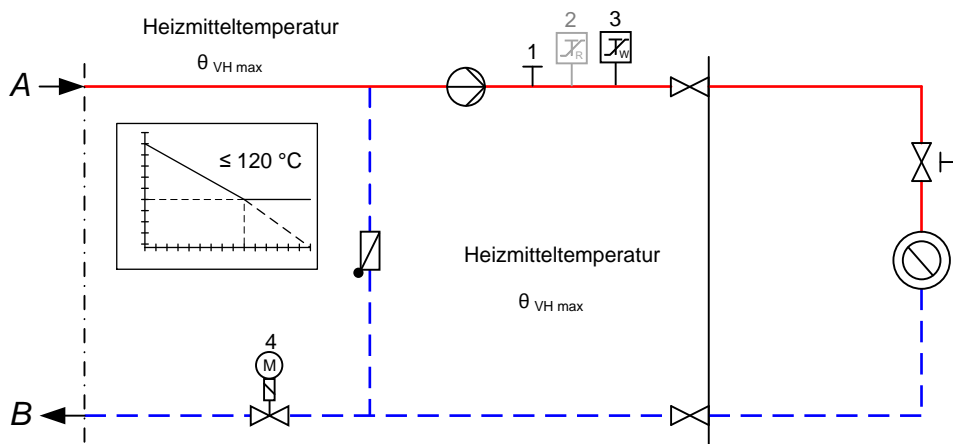 Heizmitteltemperatur
θ VH max
A
1
2
R
3
W
≤ 120 °C
Heizmitteltemperatur
θ VH max
4
M
B